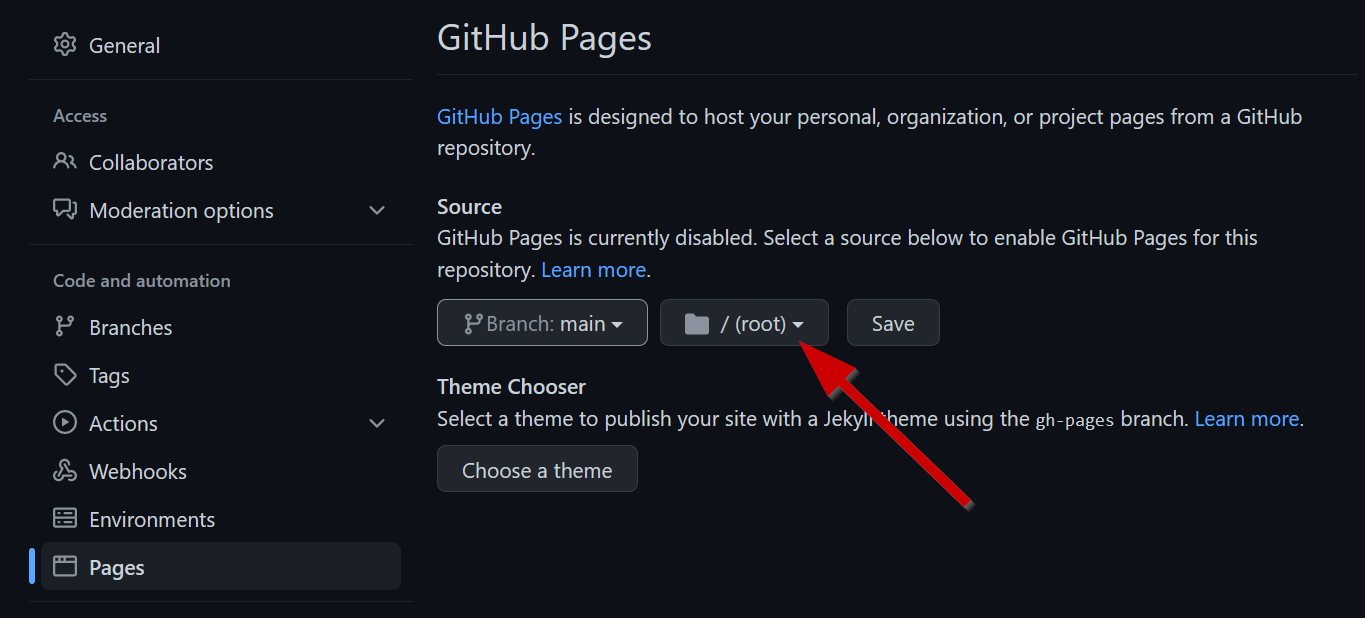 General
Access
Collaborators
Moderation options
Code and automation
Branches
Tags
Actions
Webhooks
Environments
Pages
GitHub Pages
GitHub Pages is designed to host your personal, organization, or project pages from a GitHub
repository.
Source
GitHub Pages is currently disabled. Select a source below to enable GitHub Pages for this
repository. Learn more.
Branch: main / (root) Save
Theme Chooser
Select a theme to publish your site with a Jekyll theme using the gh-pages branch. Learn more.
Choose a theme